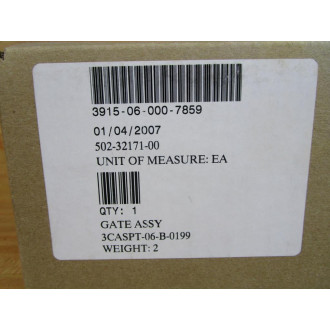 3915-06-000-7859
01/04/2007
502-32171-00
UNIT OF MEASURE: EA
QTY: 1
GATE ASSY
3CASPT-06-B-0199
WEIGHT: 2